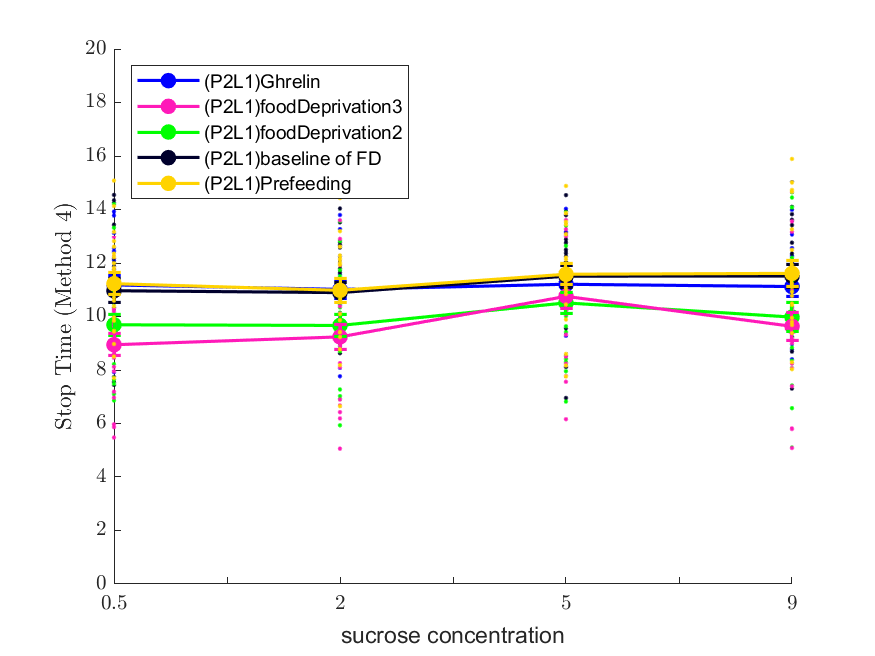 20
18
16
14
12
10
8
6
4
2
0
Stop Time (Method 4)
(P2L1)Ghrelin
(P2L1)foodDeprivation3
(P2L1)foodDeprivation2
(P2L1)baseline of FD
(P2L1)Prefeeding
0.5 2 5 9
sucrose concentration